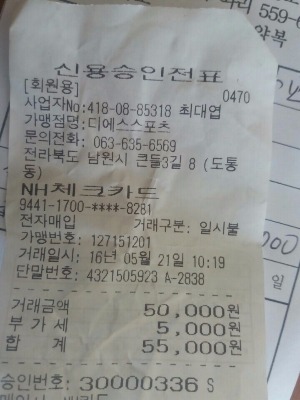 559-6
약복
신용승인전표
[회원용] 0470
사업자No:418-08-85318 최대엽
가맹점명:디에스스포츠
문의전화: 063-635-6569
전라북도 남원시 큰들3길 8 (도통
동)
NH체크카드
9441-1700-****-8281
전자매입 거래구분: 일시불
가맹번호: 127151201
거래일시: 16년 05월 21일 10:19
단말번호: 4321505923 A-2838
거래금액 50,000원
부 가 세 5,000원
합 계 55,000원
승인번호: 30000336 S
일